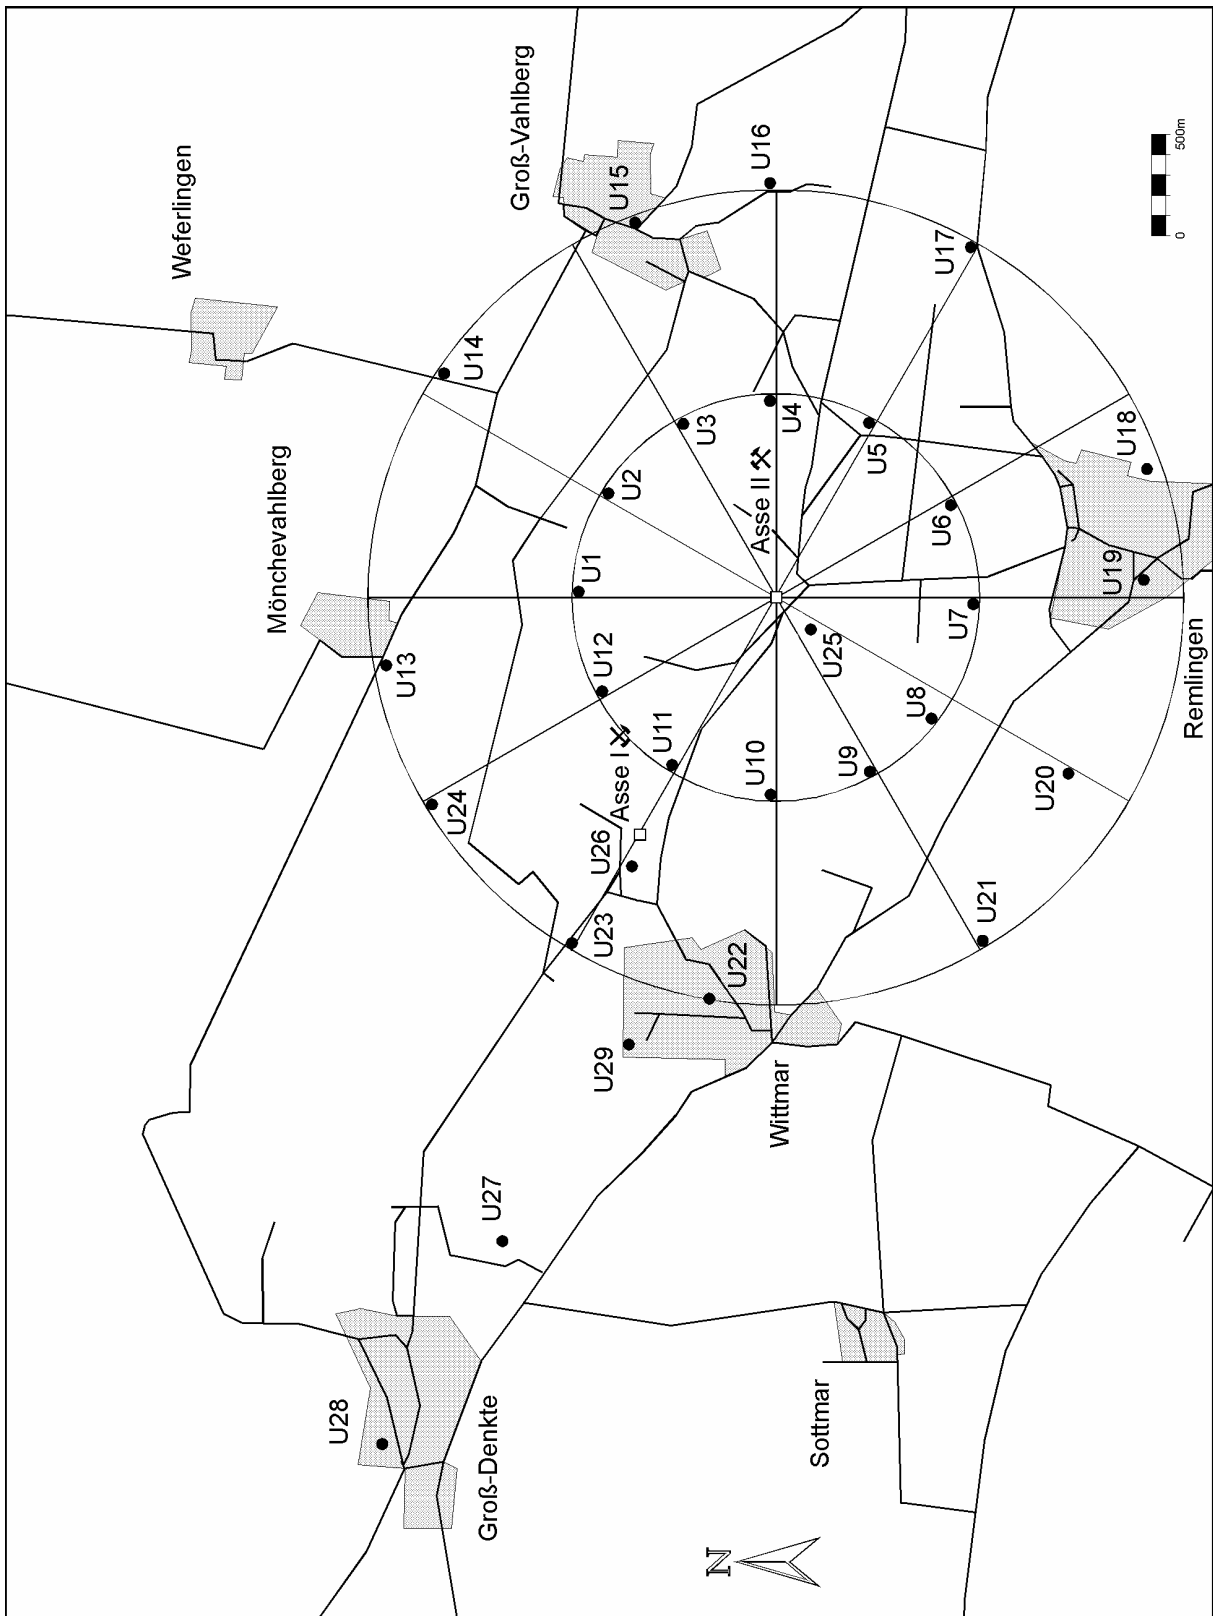 Weferlingen
Groß-Vahlberg
U15
U16
U14
Mönchevahlberg
U13
U2
U3
U4
U1
U12
Asse II
U5
U6
U17
U18
0
500m
U24
U11
Asse I
U10
U25
U7
U8
U9
U19
Remlingen
U20
U26
U23
U22
U21
U29
Wittmar
U27
U28
Groß-Denkte
Sottmar
N